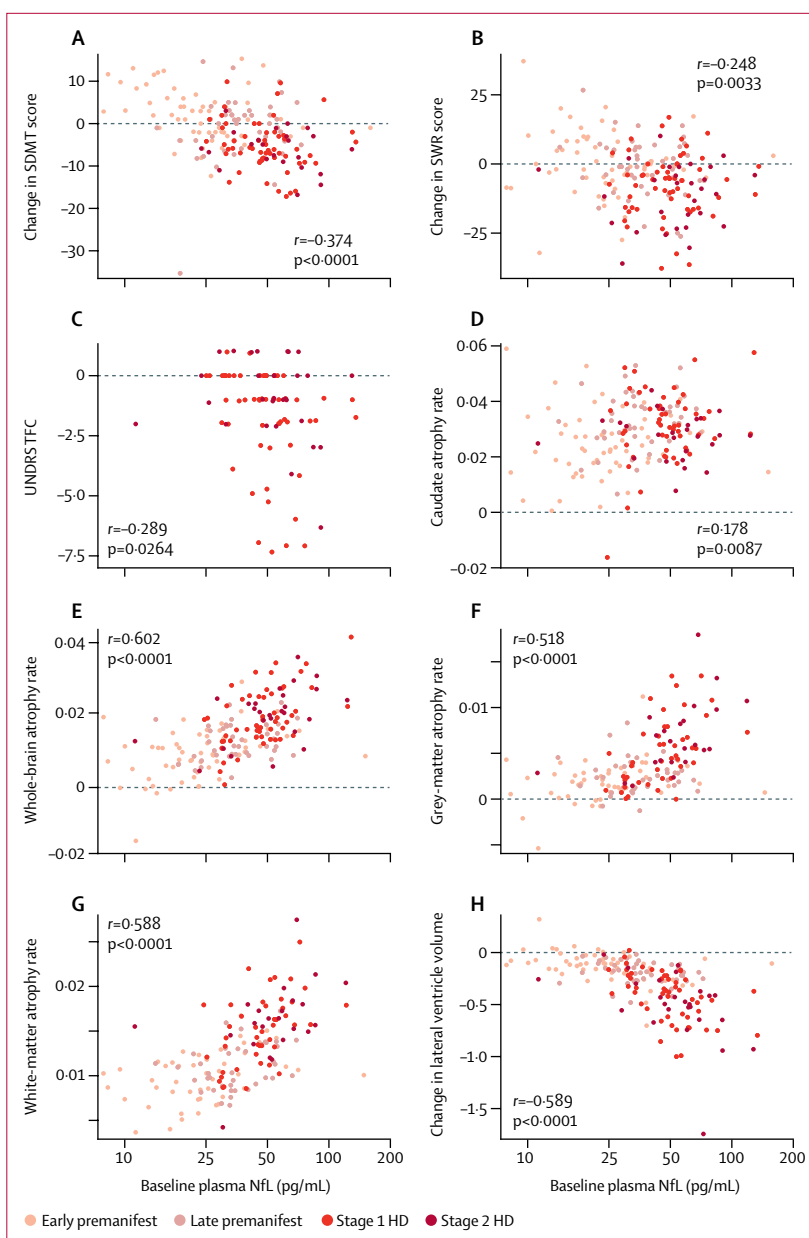 A
Change in SDMT score
10
0
−10
−20
−30
r=−0·374
p<0·0001
B
Change in SWR score
25
0
−25
r=−0·248
p=0·0033
C
UNDRS TFC
0
−2·5
−5·0
−7·5
r=−0·289
p=0·0264
D
Caudate atrophy rate
0·06
0·04
0·02
0
−0·02
r=0·178
p=0·0087
E
Whole-brain atrophy rate
0·04
0·02
0
−0·02
r=0·602
p<0·0001
F
Grey-matter atrophy rate
0·01
0
r=0·518
p<0·0001
G
White-matter atrophy rate
0·02
0·01
r=0·588
p<0·0001
10 25 50 100 200
Baseline plasma NfL (pg/mL)
H
Change in lateral ventricle volume
0
−0·5
−1·0
−1·5
r=−0·589
p<0·0001
10 25 50 100 200
Baseline plasma NfL (pg/mL)
Early premanifest Late premanifest Stage 1 HD Stage 2 HD